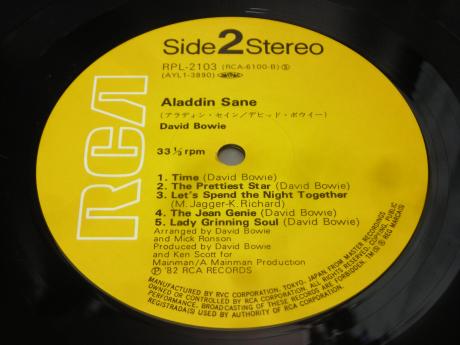 Side 2 Stereo
RPL-2103 (RCA-6100-B) Ⓢ
(AYL1-3890)
RCA
Aladdin Sane
(アラディン・セイン/デビッド・ボウイー)
David Bowie
33 1/3 rpm
1. Time (David Bowie)
2. The Prettiest Star (David Bowie)
3. Let's Spend the Night Together
(M. Jagger-K. Richard)
4. The Jean Genie (David Bowie)
5. Lady Grinning Soul (David Bowie)
Arranged by David Bowie
and Mick Ronson
Produced by David Bowie
and Ken Scott for
Mainman/A Mainman Production
Ⓟ '82 RCA RECORDS
MANUFACTURED BY RVC CORPORATION, TOKYO, JAPAN FROM MASTER RECORDINGS
OWNED OR CONTROLLED BY RCA CORPORATION. ALL RIGHTS RESERVED. COPYING, PUBLIC
PERFORMANCE, BROADCASTING OF THESE RECORDS ARE FORBIDDEN. TM(S) ® REG MARCA(S)
REGISTRADA(S) USED BY AUTHORITY OF RCA CORPORATION.